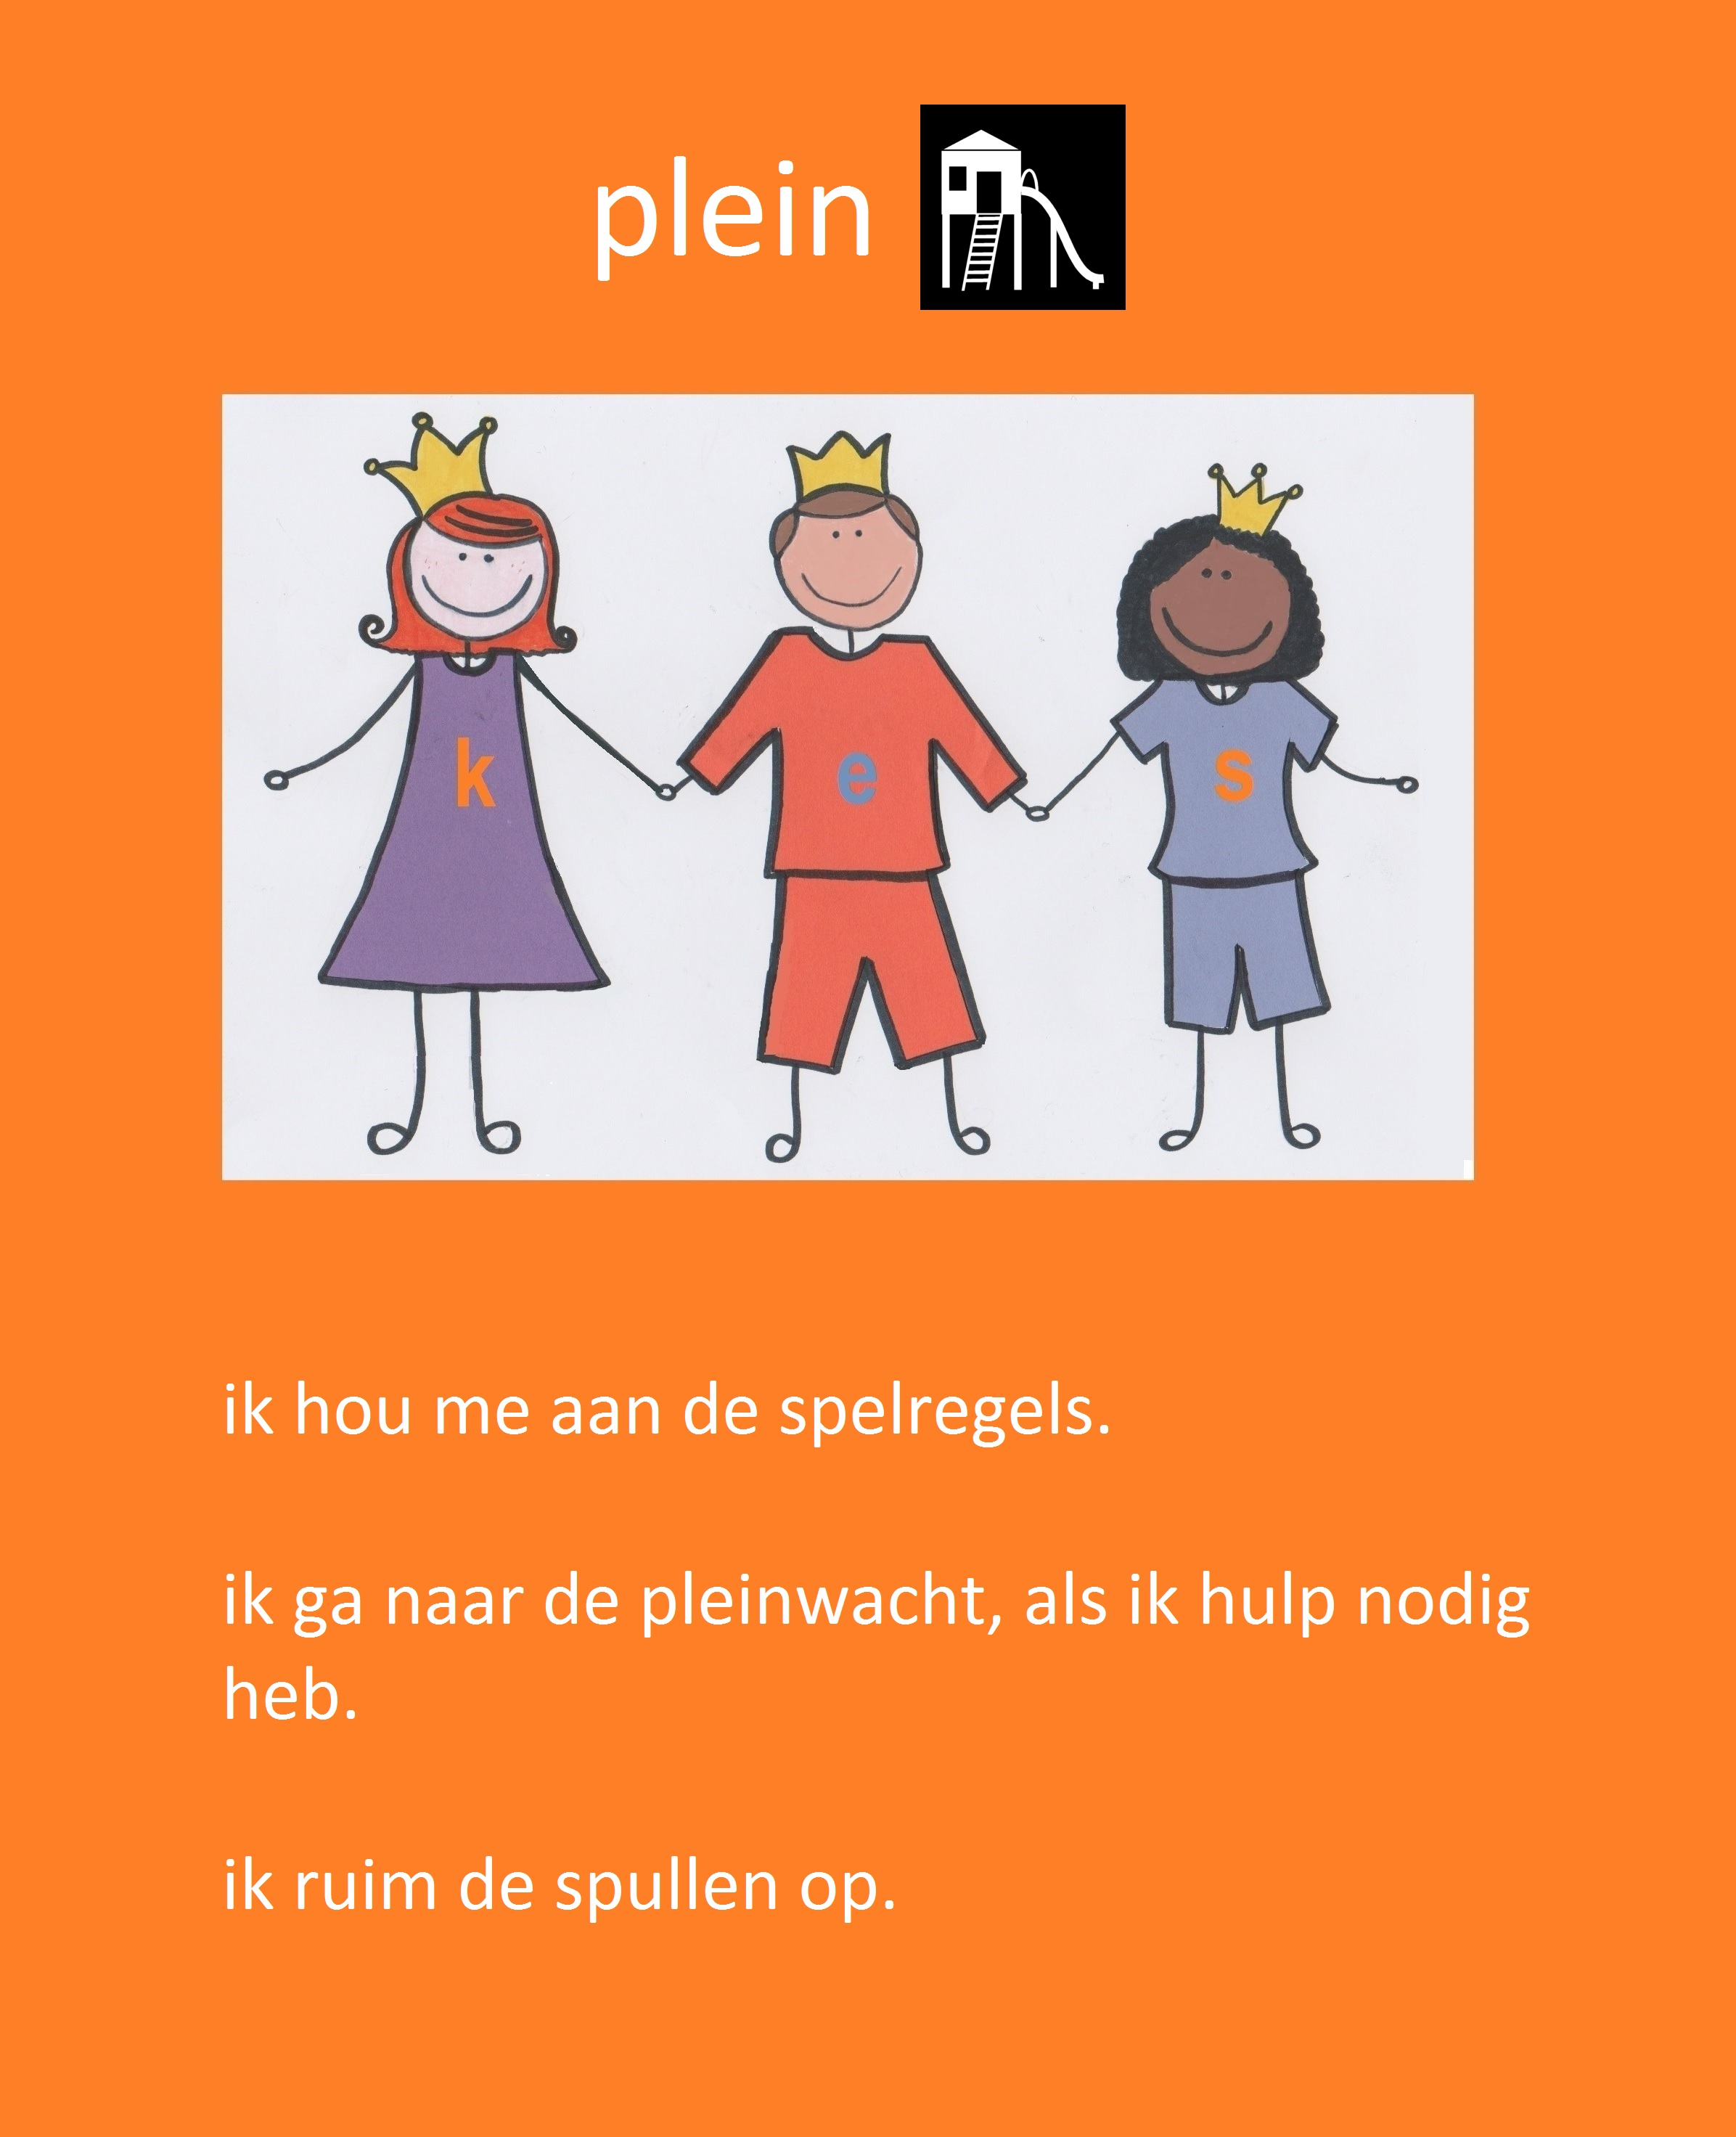 plein
k e s
ik hou me aan de spelregels.
ik ga naar de pleinwacht, als ik hulp nodig
heb.
ik ruim de spullen op.